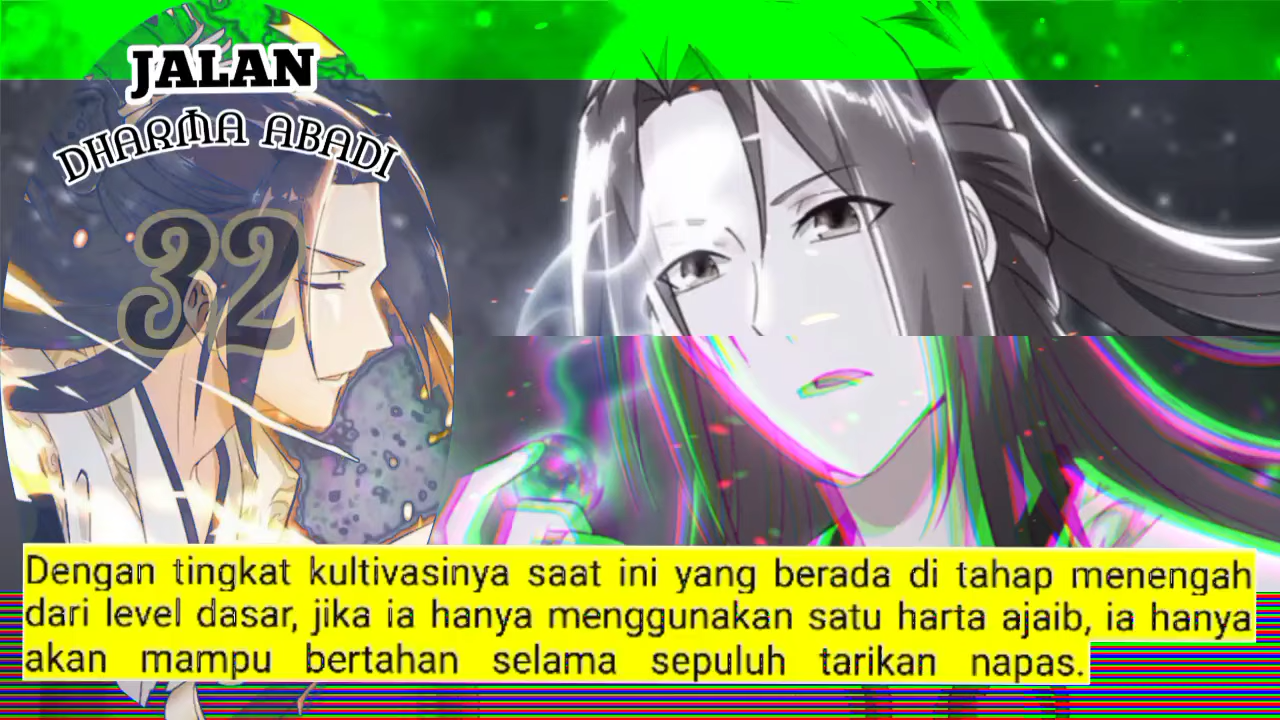 JALAN
DHARMA ABADI
32
Dengan tingkat kultivasinya saat ini yang berada di tahap menengah
dari level dasar, jika ia hanya menggunakan satu harta ajaib, ia hanya
akan mampu bertahan selama sepuluh tarikan napas.